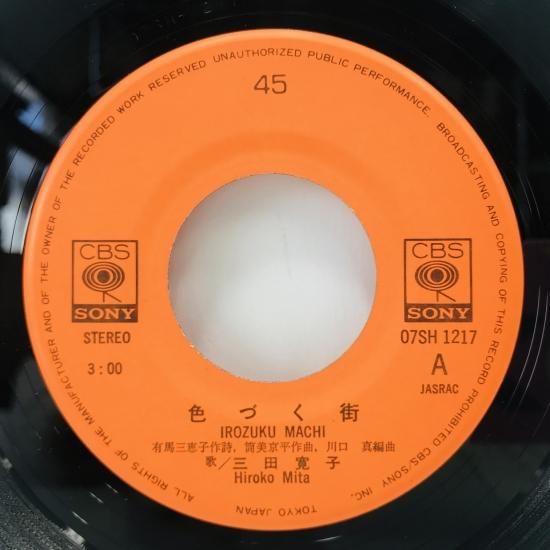 ALL RIGHTS OF THE MANUFACTURER AND OF THE OWNER OF THE RECORDED WORK RESERVED UNAUTHORIZED PUBLIC PERFORMANCE. BROADCASTING AND COPYING OF THIS RECORD PROHIBITED CBS/SONY INC. TOKYO JAPAN
45
CBS
SONY
STEREO
3:00
CBS
SONY
07SH 1217
A
JASRAC
色づく街
IROZUKU MACHI
有馬三恵子作詩, 筒美京平作曲, 川口 真編曲
歌/三田寛子
Hiroko Mita